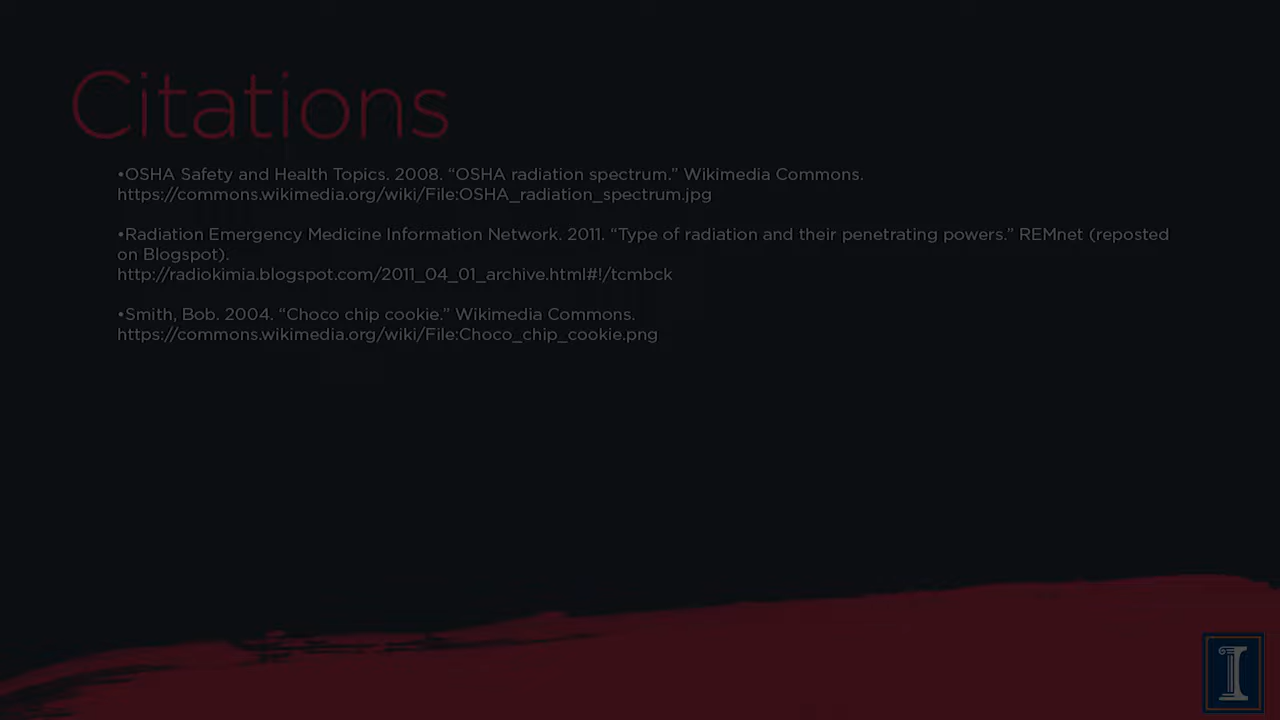 Citations
•OSHA Safety and Health Topics. 2008. “OSHA radiation spectrum.” Wikimedia Commons.
https://commons.wikimedia.org/wiki/File:OSHA_radiation_spectrum.jpg
•Radiation Emergency Medicine Information Network. 2011. “Type of radiation and their penetrating powers.” REMnet (reposted
on Blogspot).
http://radiokimia.blogspot.com/2011_04_01_archive.html#!/tcmbck
•Smith, Bob. 2004. “Choco chip cookie.” Wikimedia Commons.
https://commons.wikimedia.org/wiki/File:Choco_chip_cookie.png
I